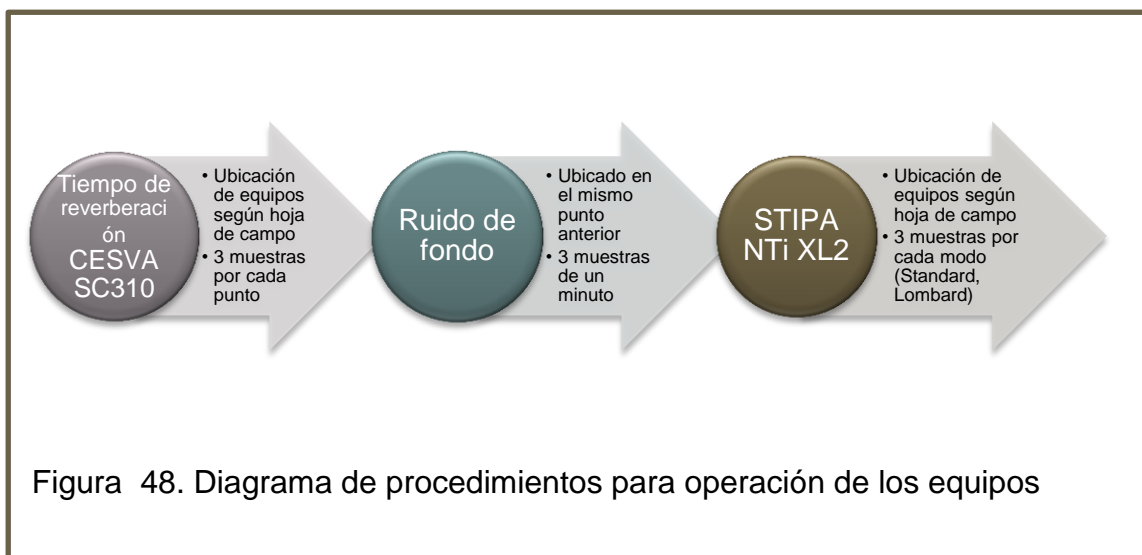 Tiempo de
reverberaci
ón
CESVA
SC310
• Ubicación
de equipos
según hoja
de campo
• 3 muestras
por cada
punto
Ruido de
fondo
• Ubicado en
el mismo
punto
anterior
• 3 muestras
de un
minuto
STIPA
NTi XL2
• Ubicación de
equipos según
hoja de campo
• 3 muestras por
cada modo
(Standard,
Lombard)
Figura 48. Diagrama de procedimientos para operación de los equipos